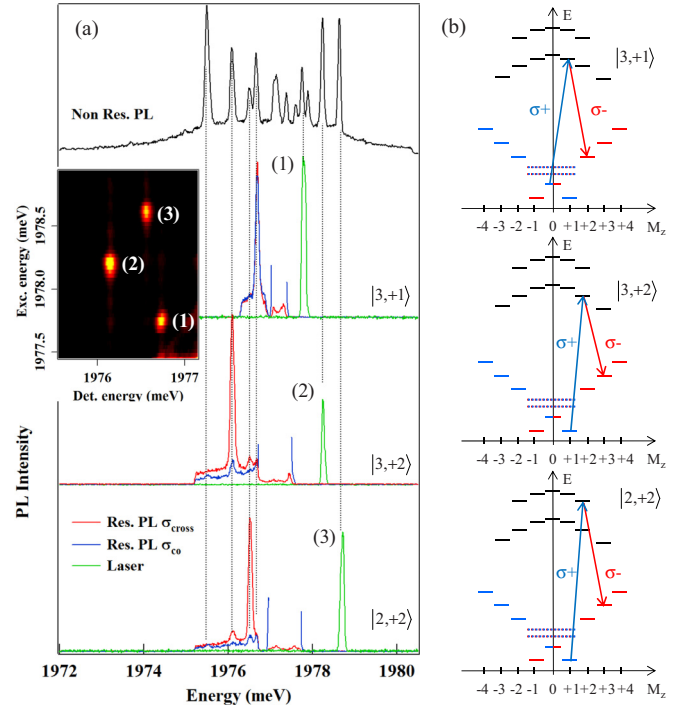 (a)
Non Res. PL
(1)
|3,+1⟩
(2)
|3,+2⟩
(3)
|2,+2⟩
Exc. energy (meV)
1978.5
1978.0
1977.5
(3)
(2)
(1)
1976 1977
Det. energy (meV)
PL Intensity
Res. PL σcross
Res. PL σco
Laser
1972 1974 1976 1978 1980
Energy (meV)
(b)
E
|3,+1⟩
σ+ σ-
-4 -3 -2 -1 0 +1 +2 +3 +4 Mz
E
|3,+2⟩
σ+ σ-
-4 -3 -2 -1 0 +1 +2 +3 +4 Mz
E
|2,+2⟩
σ+ σ-
-4 -3 -2 -1 0 +1 +2 +3 +4 Mz